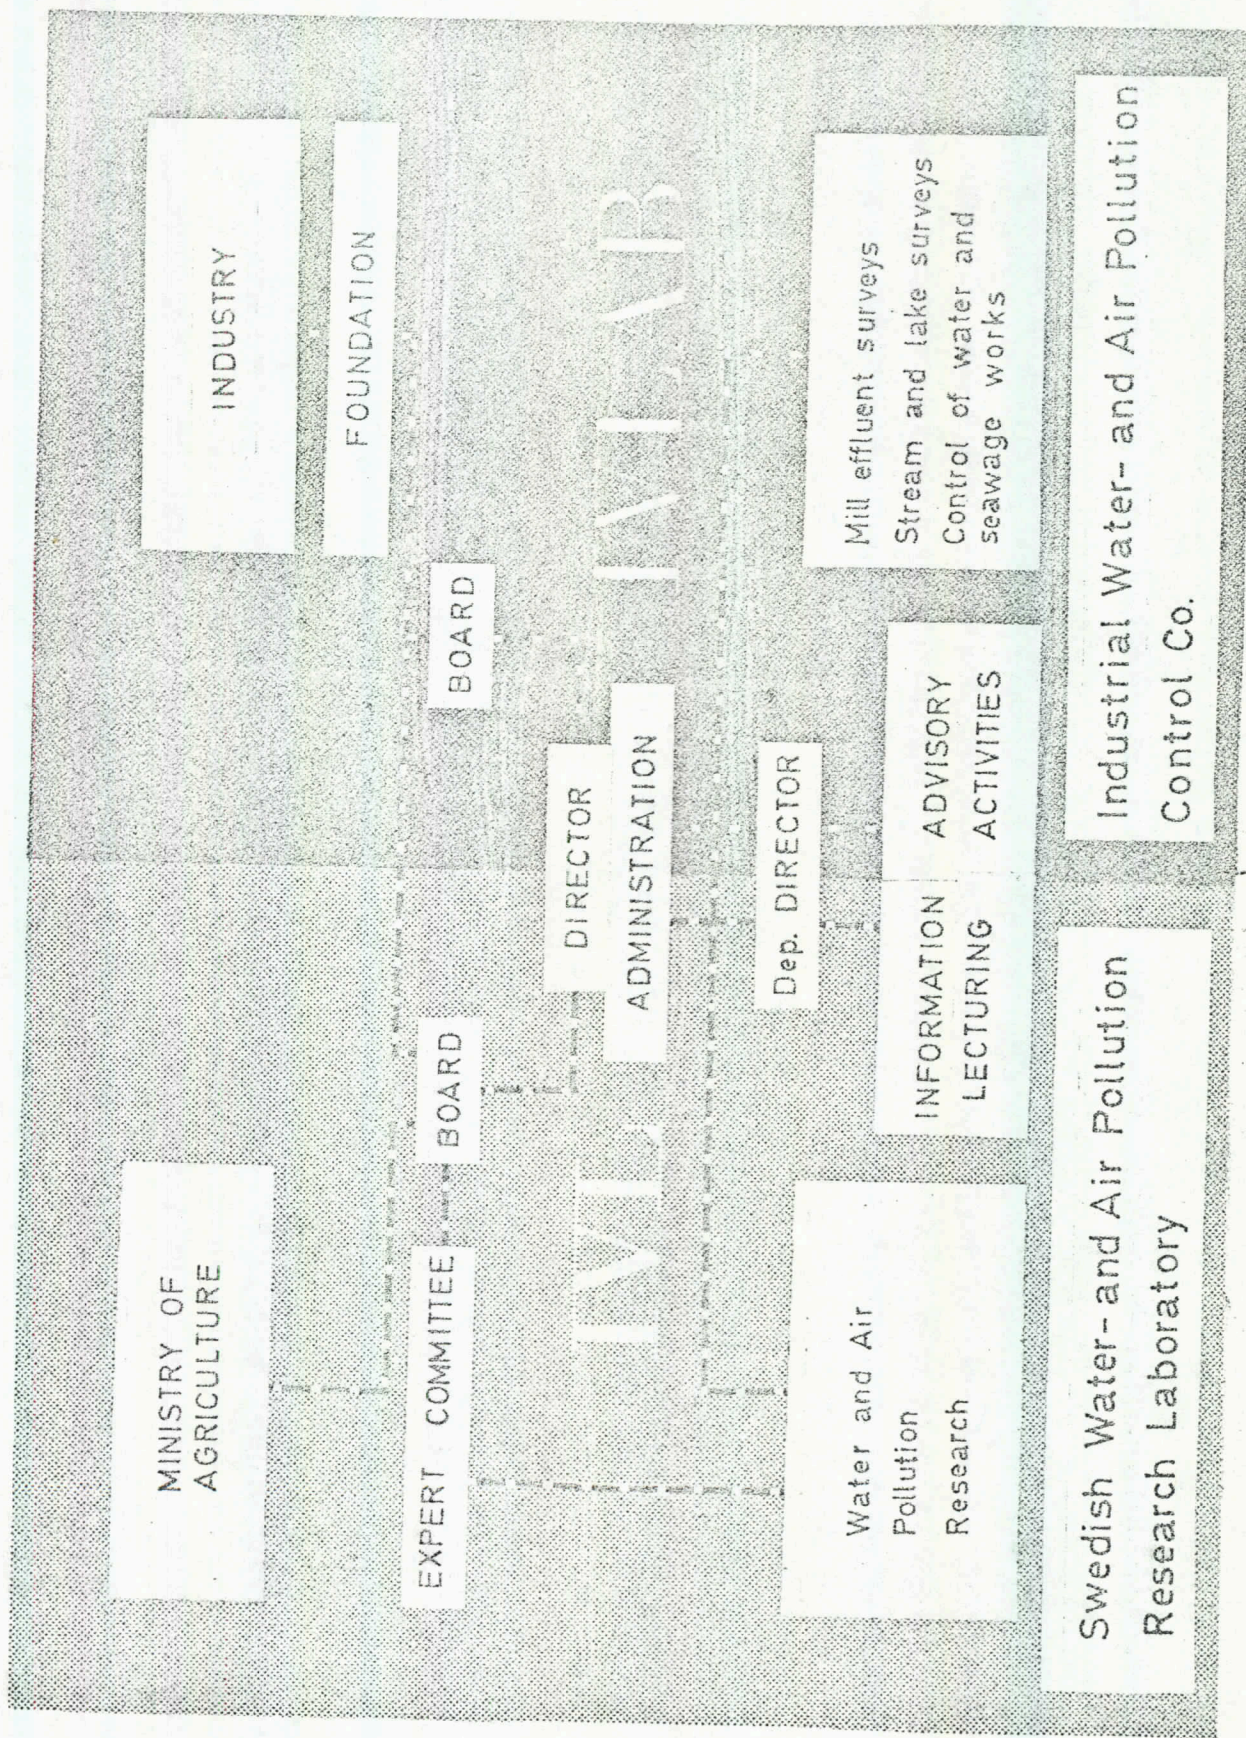 MINISTRY OF
AGRICULTURE
INDUSTRY
FOUNDATION
EXPERT COMMITTEE
BOARD
BOARD
IVL
IVLAB
DIRECTOR
ADMINISTRATION
Dep. DIRECTOR
Water and Air
Pollution
Research
INFORMATION
LECTURING
ADVISORY
ACTIVITIES
Mill effluent surveys
Stream and lake surveys
Control of water and
seawage works
Swedish Water- and Air Pollution
Research Laboratory
Industrial Water- and Air Pollution
Control Co.